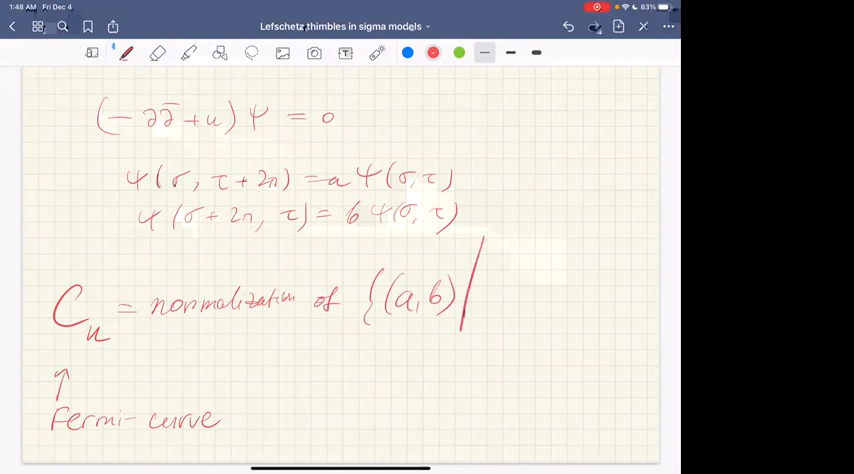 1:48 AM Fri Dec 4
83%
Lefschetz thimbles in sigma models
(− ∂∂̄ + u) Ψ = 0
Ψ(σ, τ + 2π) = a Ψ(σ, τ)
Ψ(σ + 2π, τ) = b Ψ(σ, τ)
C_u = normalization of {(a, b) |
↑
Fermi-curve